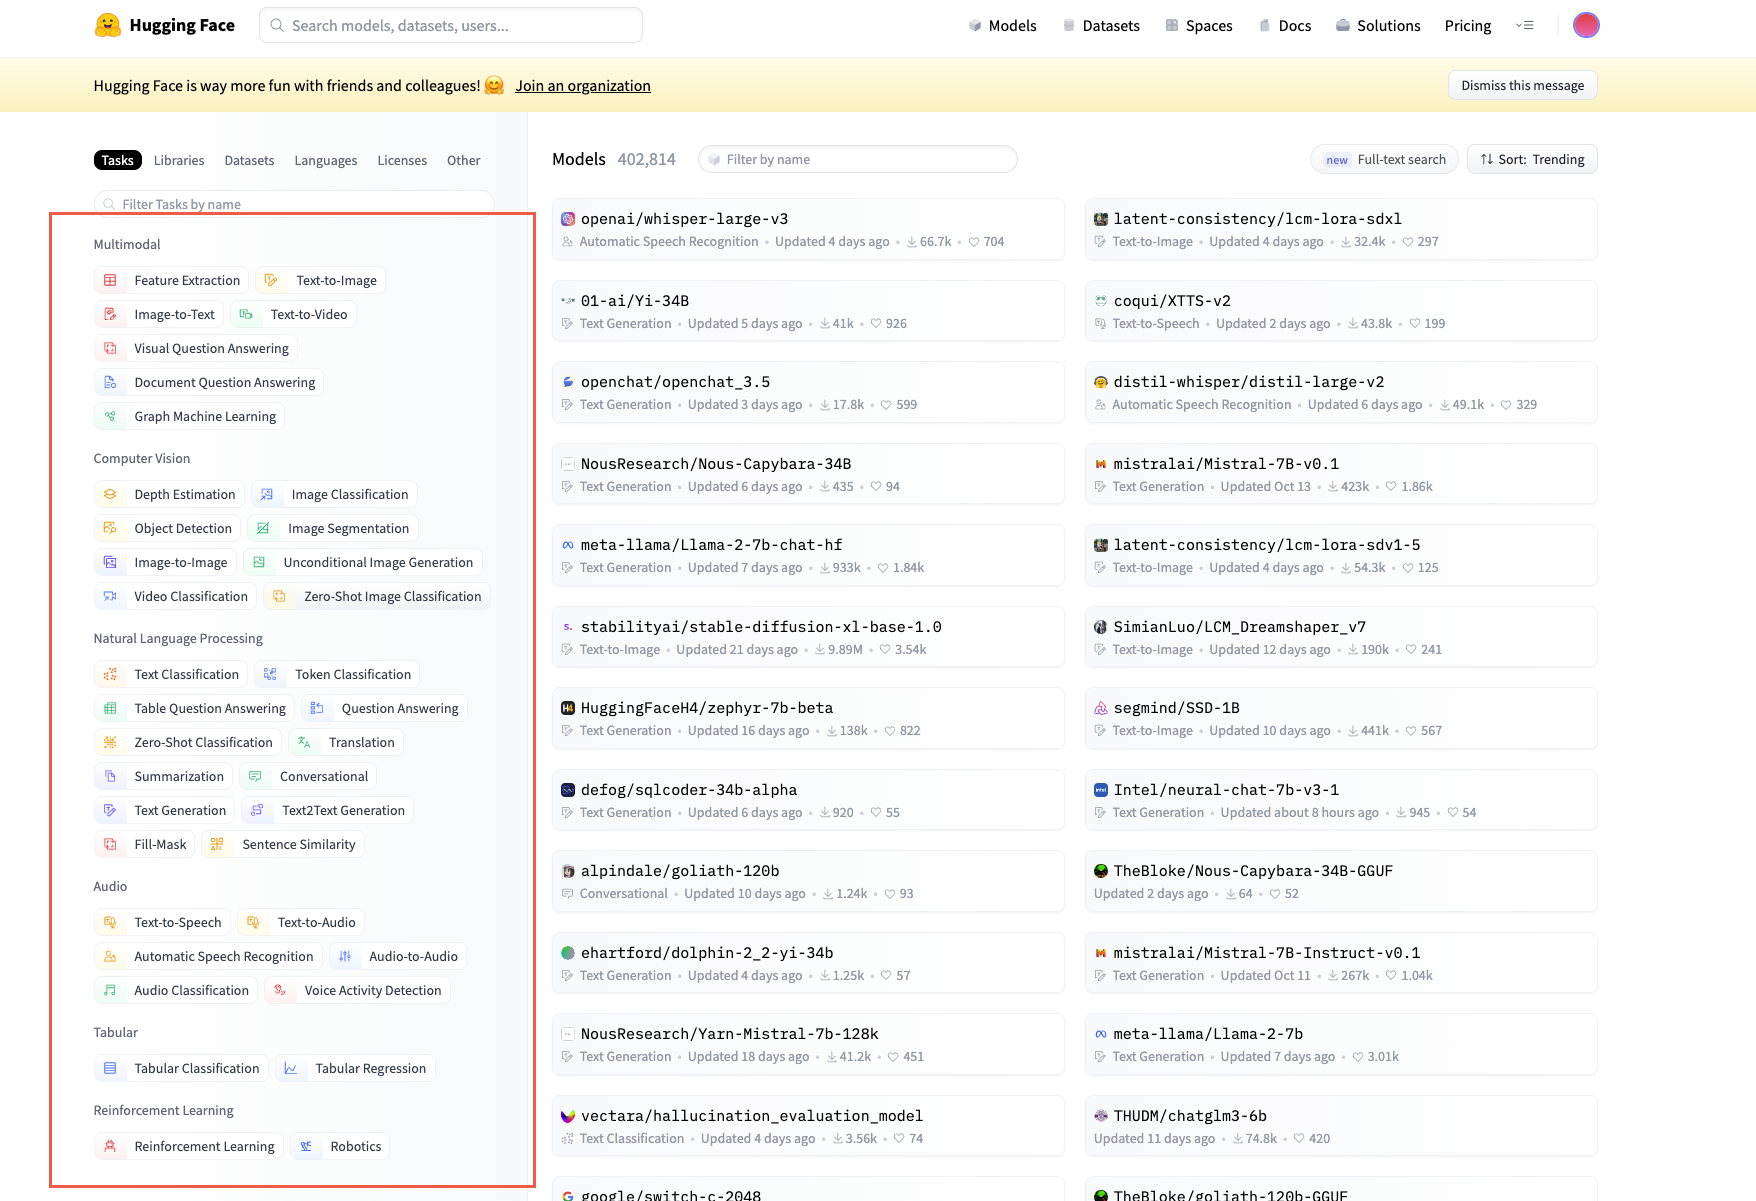 Hugging Face
Search models, datasets, users...
Models
Datasets
Spaces
Docs
Solutions
Pricing
Hugging Face is way more fun with friends and colleagues! 🤗 Join an organization
Dismiss this message
Tasks Libraries Datasets Languages Licenses Other
Filter Tasks by name
Multimodal
Feature Extraction Text-to-Image
Image-to-Text Text-to-Video
Visual Question Answering
Document Question Answering
Graph Machine Learning
Computer Vision
Depth Estimation Image Classification
Object Detection Image Segmentation
Image-to-Image Unconditional Image Generation
Video Classification Zero-Shot Image Classification
Natural Language Processing
Text Classification Token Classification
Table Question Answering Question Answering
Zero-Shot Classification Translation
Summarization Conversational
Text Generation Text2Text Generation
Fill-Mask Sentence Similarity
Audio
Text-to-Speech Text-to-Audio
Automatic Speech Recognition Audio-to-Audio
Audio Classification Voice Activity Detection
Tabular
Tabular Classification Tabular Regression
Reinforcement Learning
Reinforcement Learning Robotics
Models 402,814
Filter by name
new Full-text search
Sort: Trending
openai/whisper-large-v3
Automatic Speech Recognition • Updated 4 days ago • 66.7k • 704
latent-consistency/lcm-lora-sdxl
Text-to-Image • Updated 4 days ago • 32.4k • 297
01-ai/Yi-34B
Text Generation • Updated 5 days ago • 41k • 926
coqui/XTTS-v2
Text-to-Speech • Updated 2 days ago • 43.8k • 199
openchat/openchat_3.5
Text Generation • Updated 3 days ago • 17.8k • 599
distil-whisper/distil-large-v2
Automatic Speech Recognition • Updated 6 days ago • 49.1k • 329
NousResearch/Nous-Capybara-34B
Text Generation • Updated 6 days ago • 435 • 94
mistralai/Mistral-7B-v0.1
Text Generation • Updated Oct 13 • 423k • 1.86k
meta-llama/Llama-2-7b-chat-hf
Text Generation • Updated 7 days ago • 933k • 1.84k
latent-consistency/lcm-lora-sdv1-5
Text-to-Image • Updated 4 days ago • 54.3k • 125
stabilityai/stable-diffusion-xl-base-1.0
Text-to-Image • Updated 21 days ago • 9.89M • 3.54k
SimianLuo/LCM_Dreamshaper_v7
Text-to-Image • Updated 12 days ago • 190k • 241
HuggingFaceH4/zephyr-7b-beta
Text Generation • Updated 16 days ago • 138k • 822
segmind/SSD-1B
Text-to-Image • Updated 10 days ago • 441k • 567
defog/sqlcoder-34b-alpha
Text Generation • Updated 6 days ago • 920 • 55
Intel/neural-chat-7b-v3-1
Text Generation • Updated about 8 hours ago • 945 • 54
alpindale/goliath-120b
Conversational • Updated 10 days ago • 1.24k • 93
TheBloke/Nous-Capybara-34B-GGUF
Updated 2 days ago • 64 • 52
ehartford/dolphin-2_2-yi-34b
Text Generation • Updated 4 days ago • 1.25k • 57
mistralai/Mistral-7B-Instruct-v0.1
Text Generation • Updated Oct 11 • 267k • 1.04k
NousResearch/Yarn-Mistral-7b-128k
Text Generation • Updated 18 days ago • 41.2k • 451
meta-llama/Llama-2-7b
Text Generation • Updated 7 days ago • 3.01k
vectara/hallucination_evaluation_model
Text Classification • Updated 4 days ago • 3.56k • 74
THUDM/chatglm3-6b
Updated 11 days ago • 74.8k • 420
google/switch-c-2048
TheBloke/goliath-120b-GGUF